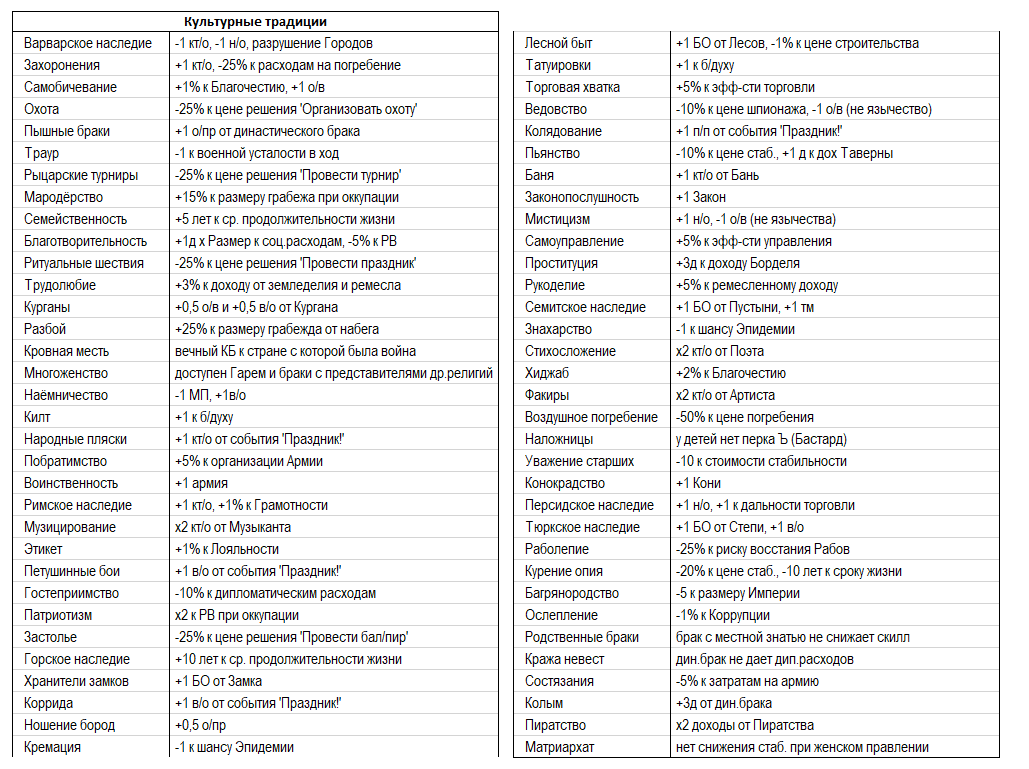 Культурные традиции
Варварское наследие -1 кт/о, -1 н/о, разрушение Городов
Захоронения +1 кт/о, -25% к расходам на погребение
Самобичевание +1% к Благочестию, +1 о/в
Охота -25% к цене решения 'Организовать охоту'
Пышные браки +1 о/пр от династического брака
Траур -1 к военной усталости в ход
Рыцарские турниры -25% к цене решения 'Провести турнир'
Мародёрство +15% к размеру грабежа при оккупации
Семейственность +5 лет к ср. продолжительности жизни
Благотворительность +1д х Размер к соц.расходам, -5% к РВ
Ритуальные шествия -25% к цене решения 'Провести праздник'
Трудолюбие +3% к доходу от земледелия и ремесла
Курганы +0,5 о/в и +0,5 в/о от Кургана
Разбой +25% к размеру грабежда от набега
Кровная месть вечный КБ к стране с которой была война
Многоженство доступен Гарем и браки с представителями др.религий
Наёмничество -1 МП, +1в/о
Килт +1 к б/духу
Народные пляски +1 кт/о от события 'Праздник!'
Побратимство +5% к организации Армии
Воинственность +1 армия
Римское наследие +1 кт/о, +1% к Грамотности
Музицирование х2 кт/о от Музыканта
Этикет +1% к Лояльности
Петушинные бои +1 в/о от события 'Праздник!'
Гостеприимство -10% к дипломатическим расходам
Патриотизм х2 к РВ при оккупации
Застолье -25% к цене решения 'Провести бал/пир'
Горское наследие +10 лет к ср. продолжительности жизни
Хранители замков +1 БО от Замка
Коррида +1 в/о от события 'Праздник!'
Ношение бород +0,5 о/пр
Кремация -1 к шансу Эпидемии
Лесной быт +1 БО от Лесов, -1% к цене строительства
Татуировки +1 к б/духу
Торговая хватка +5% к эфф-сти торговли
Ведовство -10% к цене шпионажа, -1 о/в (не язычество)
Колядование +1 п/п от события 'Праздник!'
Пьянство -10% к цене стаб., +1 д к дох Таверны
Баня +1 кт/о от Бань
Законопослушность +1 Закон
Мистицизм +1 н/о, -1 о/в (не язычества)
Самоуправление +5% к эфф-сти управления
Проституция +3д к доходу Борделя
Рукоделие +5% к ремесленному доходу
Семитское наследие +1 БО от Пустыни, +1 тм
Знахарство -1 к шансу Эпидемии
Стихосложение х2 кт/о от Поэта
Хиджаб +2% к Благочестию
Факиры х2 кт/о от Артиста
Воздушное погребение -50% к цене погребения
Наложницы у детей нет перка Ъ (Бастард)
Уважение старших -10 к стоимости стабильности
Конокрадство +1 Кони
Персидское наследие +1 н/о, +1 к дальности торговли
Тюркское наследие +1 БО от Степи, +1 в/о
Раболепие -25% к риску восстания Рабов
Курение опия -20% к цене стаб., -10 лет к сроку жизни
Багрянородство -5 к размеру Империи
Ослепление -1% к Коррупции
Родственные браки брак с местной знатью не снижает скилл
Кража невест дин.брак не дает дип.расходов
Состязания -5% к затратам на армию
Колым +3д от дин.брака
Пиратство х2 доходы от Пиратства
Матриархат нет снижения стаб. при женском правлении